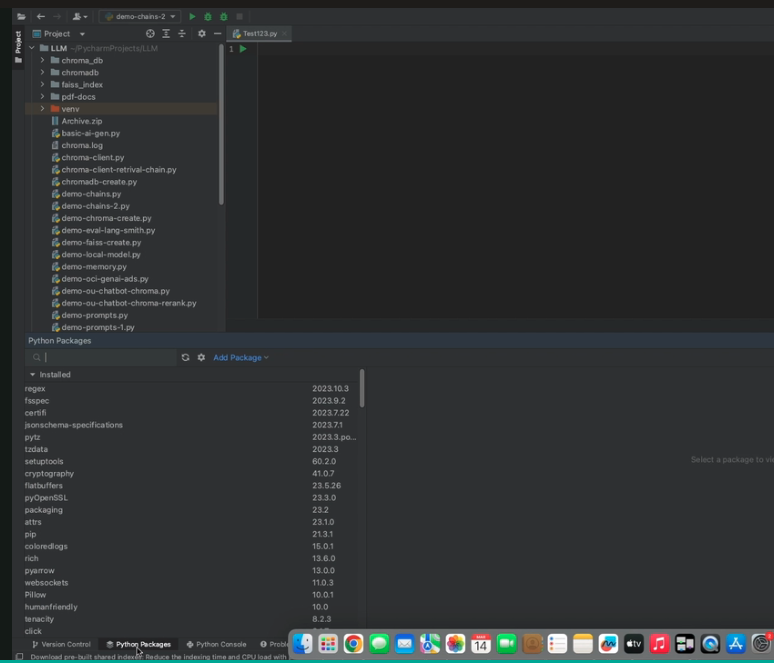 demo-chains-2
Project
Project
Test123.py
LLM ~/PycharmProjects/LLM
1
chroma_db
chromadb
faiss_index
pdf-docs
venv
Archive.zip
basic-ai-gen.py
chroma.log
chroma-client.py
chroma-client-retrival-chain.py
chromadb-create.py
demo-chains.py
demo-chains-2.py
demo-chroma-create.py
demo-eval-lang-smith.py
demo-faiss-create.py
demo-local-model.py
demo-memory.py
demo-oci-genai-ads.py
demo-ou-chatbot-chroma.py
demo-ou-chatbot-chroma-rerank.py
demo-prompts.py
demo-prompts-1.py
Python Packages
Add Package
Installed
regex 2023.10.3
fsspec 2023.9.2
certifi 2023.7.22
jsonschema-specifications 2023.7.1
pytz 2023.3.po...
tzdata 2023.3
Select a package to vie
setuptools 60.2.0
cryptography 41.0.7
flatbuffers 23.5.26
pyOpenSSL 23.3.0
packaging 23.2
attrs 23.1.0
pip 21.3.1
coloredlogs 15.0.1
rich 13.6.0
pyarrow 13.0.0
websockets 11.0.3
Pillow 10.0.1
humanfriendly 10.0
tenacity 8.2.3
click
Version Control Python Packages Python Console Probl
14
tv
Download pre-built shared indexes: Reduce the indexing time and CPU load with